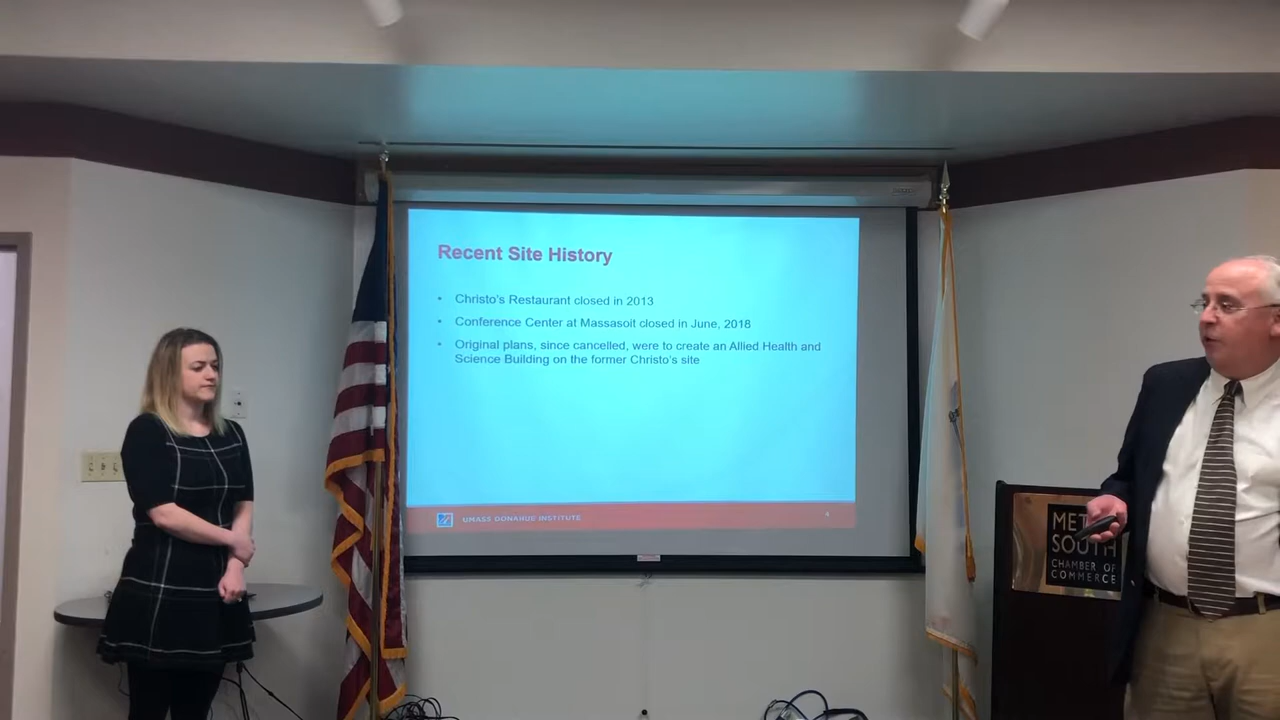 Recent Site History
• Christo's Restaurant closed in 2013
• Conference Center at Massasoit closed in June, 2018
• Original plans, since cancelled, were to create an Allied Health and
Science Building on the former Christo's site
UMASS DONAHUE INSTITUTE
4
SOUTH
CHAMBER OF
COMMERCE